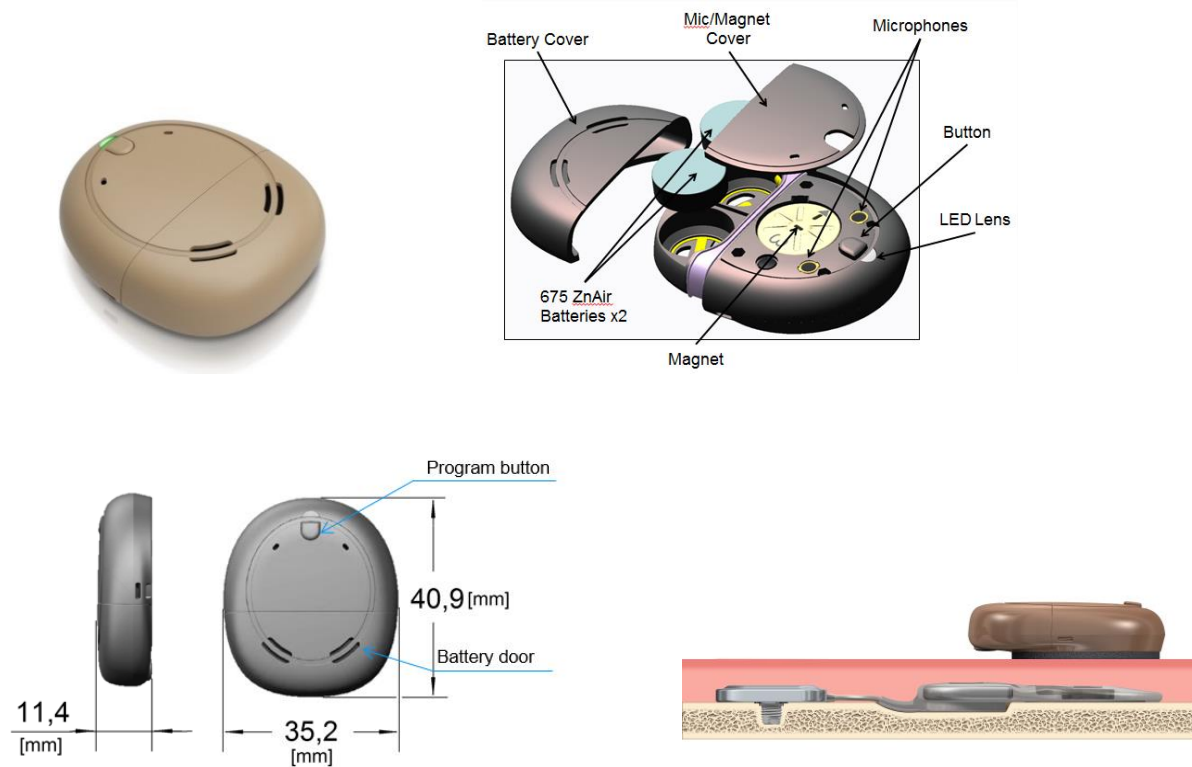 Battery Cover
Mic/Magnet
Cover
Microphones
Button
LED Lens
675 ZnAir
Batteries x2
Magnet
Program button
40,9 [mm]
Battery door
11,4
[mm]
35,2
[mm]